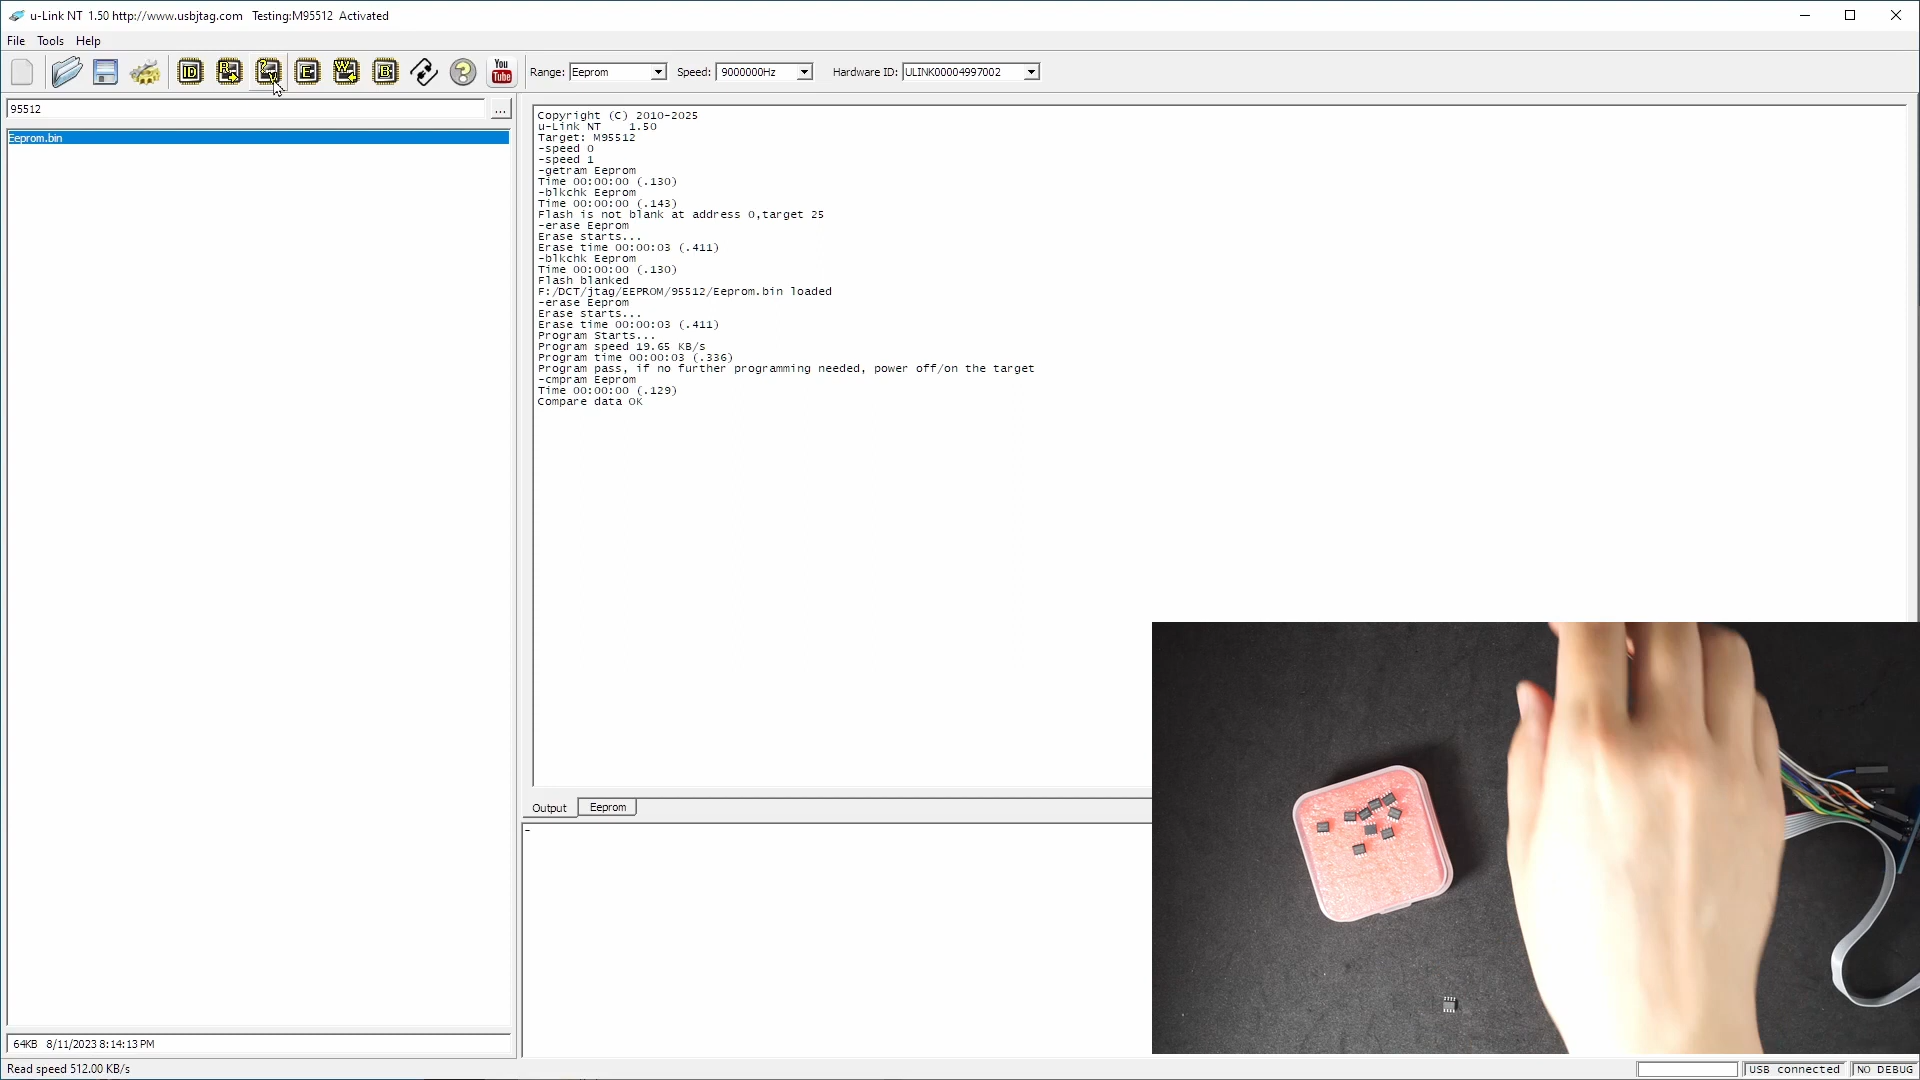 u-Link NT 1.50 http://www.usbjtag.com Testing:M95512 Activated
File Tools Help
ID R ?V E W B ? You Tube Range: Eeprom Speed: 9000000Hz Hardware ID: ULINK00004997002
95512 ...
Eeprom.bin
Copyright (C) 2010-2025
u-Link NT 1.50
Target: M95512
-speed 0
-speed 1
-getram Eeprom
Time 00:00:00 (.130)
-blkchk Eeprom
Time 00:00:00 (.143)
Flash is not blank at address 0,target 25
-erase Eeprom
Erase starts...
Erase time 00:00:03 (.411)
-blkchk Eeprom
Time 00:00:00 (.130)
Flash blanked
F:/DCT/jtag/EEPROM/95512/Eeprom.bin loaded
-erase Eeprom
Erase starts...
Erase time 00:00:03 (.411)
Program Starts...
Program speed 19.65 KB/s
Program time 00:00:03 (.336)
Program pass, if no further programming needed, power off/on the target
-cmpram Eeprom
Time 00:00:00 (.129)
Compare data OK
Output Eeprom
-
64KB 8/11/2023 8:14:13 PM
Read speed 512.00 KB/s
USB connected NO DEBUG